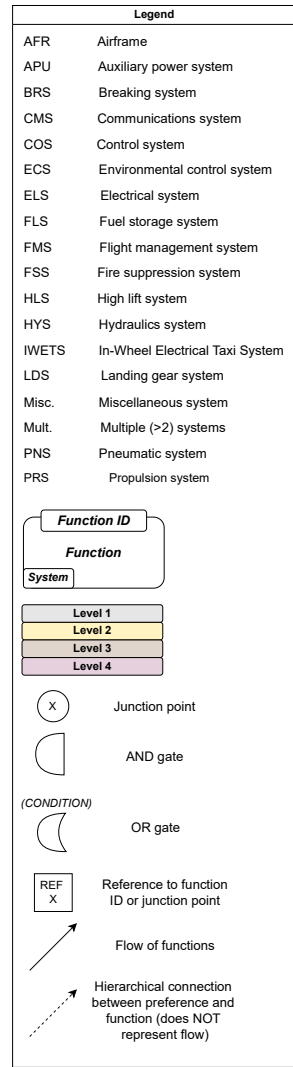 Legend
AFR Airframe
APU Auxiliary power system
BRS Breaking system
CMS Communications system
COS Control system
ECS Environmental control system
ELS Electrical system
FLS Fuel storage system
FMS Flight management system
FSS Fire suppression system
HLS High lift system
HYS Hydraulics system
IWETS In-Wheel Electrical Taxi System
LDS Landing gear system
Misc. Miscellaneous system
Mult. Multiple (>2) systems
PNS Pneumatic system
PRS Propulsion system
Function ID
Function
System
Level 1
Level 2
Level 3
Level 4
X Junction point
AND gate
(CONDITION)
OR gate
REF
X
Reference to function
ID or junction point
Flow of functions
Hierarchical connection
between preference and
function (does NOT
represent flow)